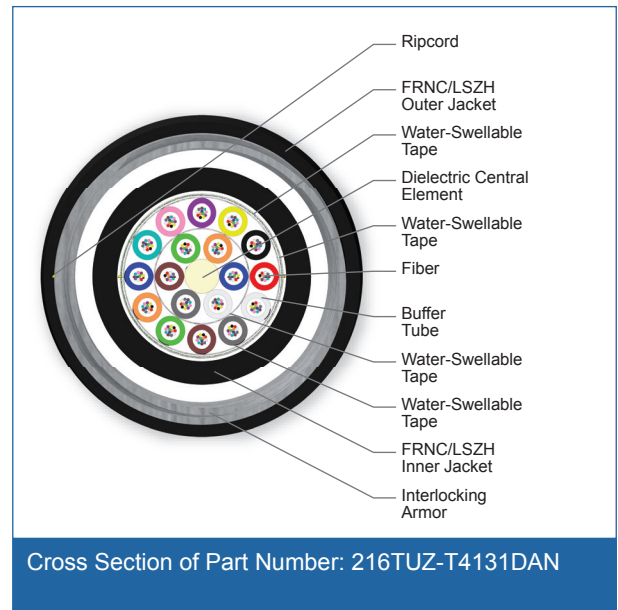 Ripcord
FRNC/LSZH
Outer Jacket
Water-Swellable
Tape
Dielectric Central
Element
Water-Swellable
Tape
Fiber
Buffer
Tube
Water-Swellable
Tape
Water-Swellable
Tape
FRNC/LSZH
Inner Jacket
Interlocking
Armor
Cross Section of Part Number: 216TUZ-T4131DAN